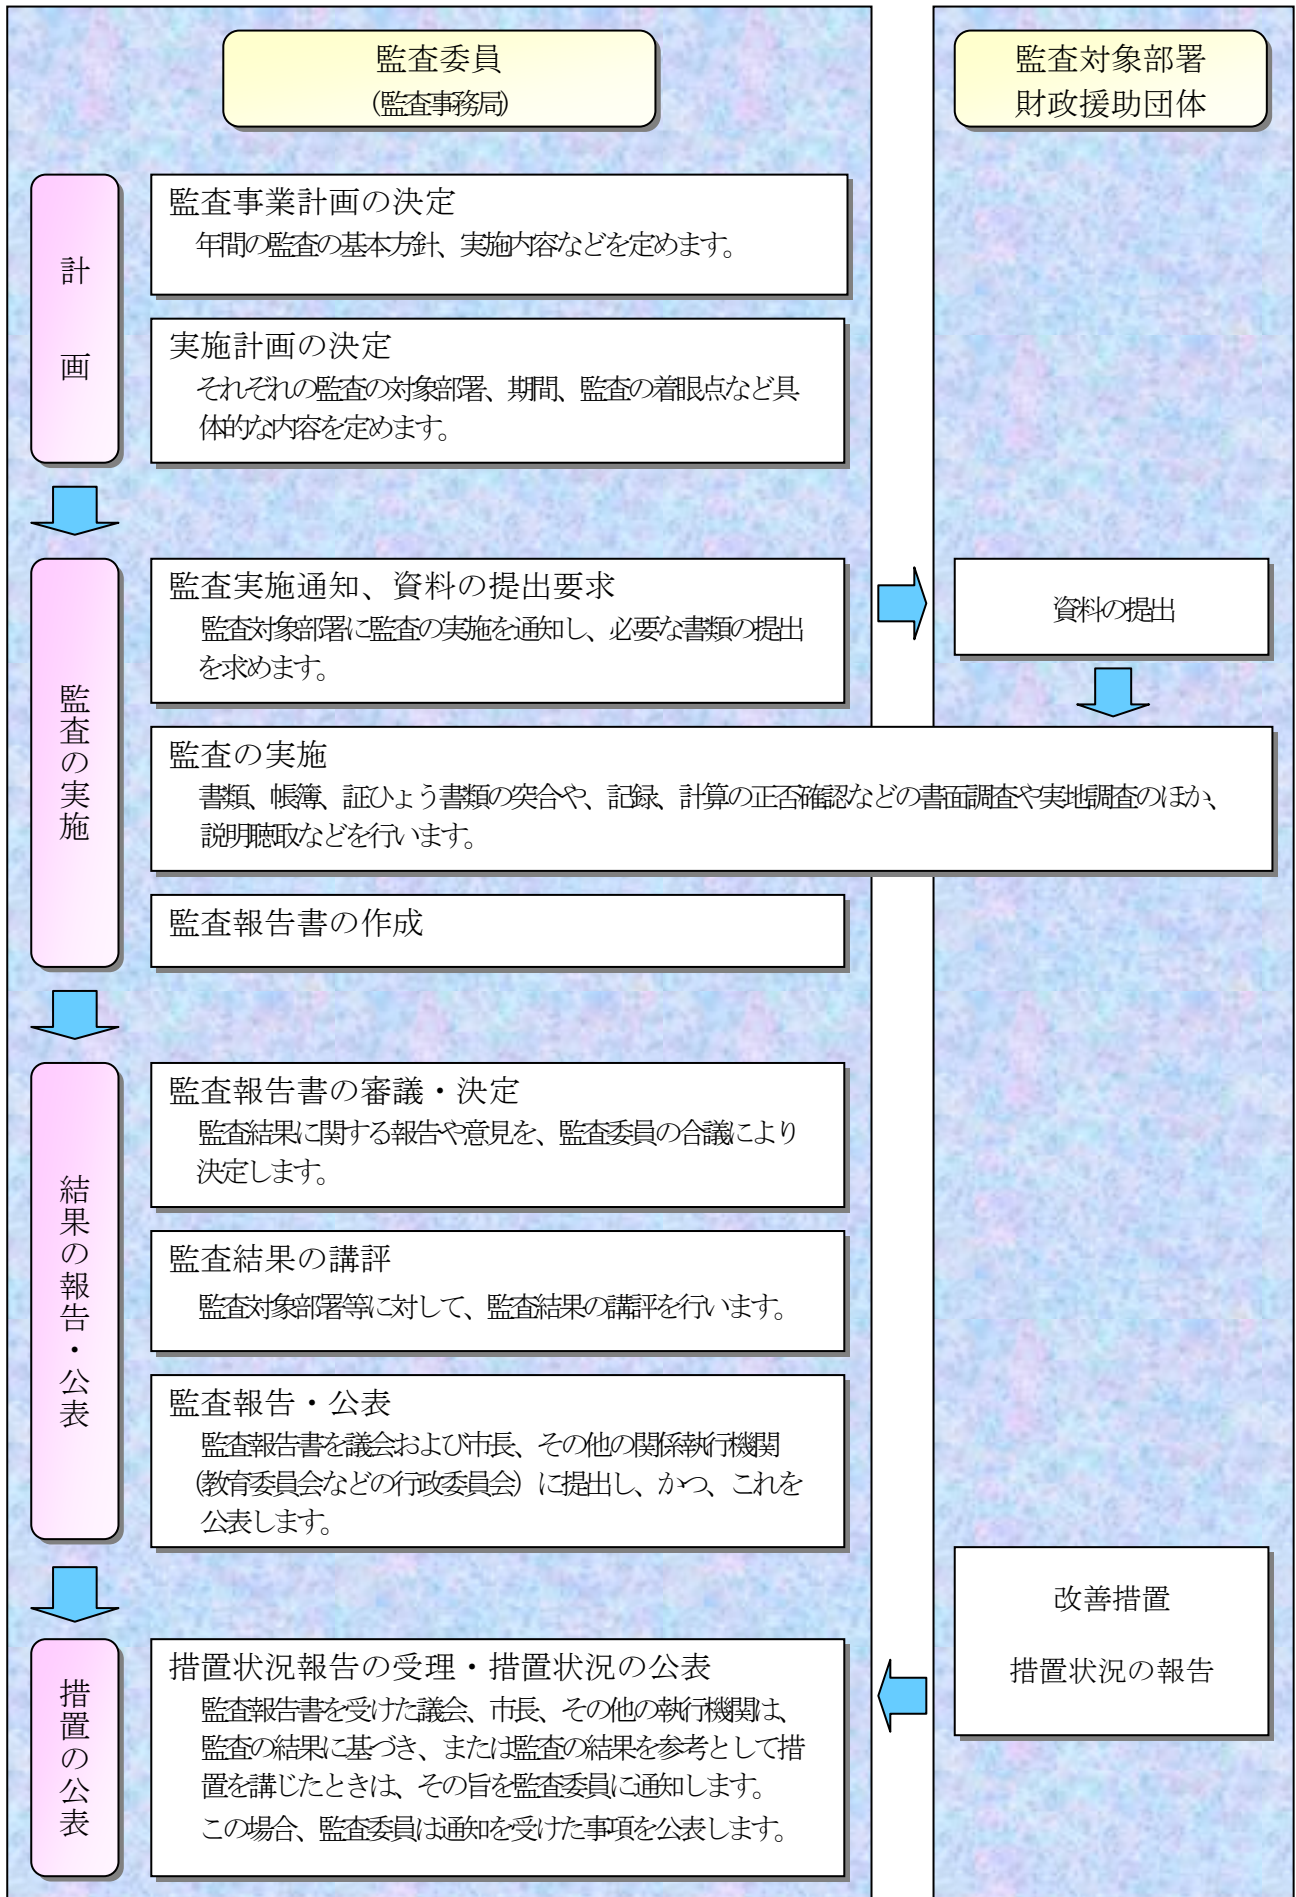 監査委員
(監査事務局)
監査対象部署
財政援助団体
計画
監査事業計画の決定
年間の監査の基本方針、実施内容などを定めます。
実施計画の決定
それぞれの監査の対象部署、期間、監査の着眼点など具
体的な内容を定めます。
監査の実施
監査実施通知、資料の提出要求
監査対象部署に監査の実施を通知し、必要な書類の提出
を求めます。
資料の提出
監査の実施
書類、帳簿、証ひょう書類の突合や、記録、計算の正否確認などの書面調査や実地調査のほか、
説明聴取などを行います。
監査報告書の作成
結果の報告・公表
監査報告書の審議・決定
監査結果に関する報告や意見を、監査委員の合議により
決定します。
監査結果の講評
監査対象部署等に対して、監査結果の講評を行います。
監査報告・公表
監査報告書を議会および市長、その他の関係執行機関
(教育委員会などの行政委員会)に提出し、かつ、これを
公表します。
改善措置
措置状況の報告
措置の公表
措置状況報告の受理・措置状況の公表
監査報告書を受けた議会、市長、その他の執行機関は、
監査の結果に基づき、または監査の結果を参考として措
置を講じたときは、その旨を監査委員に通知します。
この場合、監査委員は通知を受けた事項を公表します。